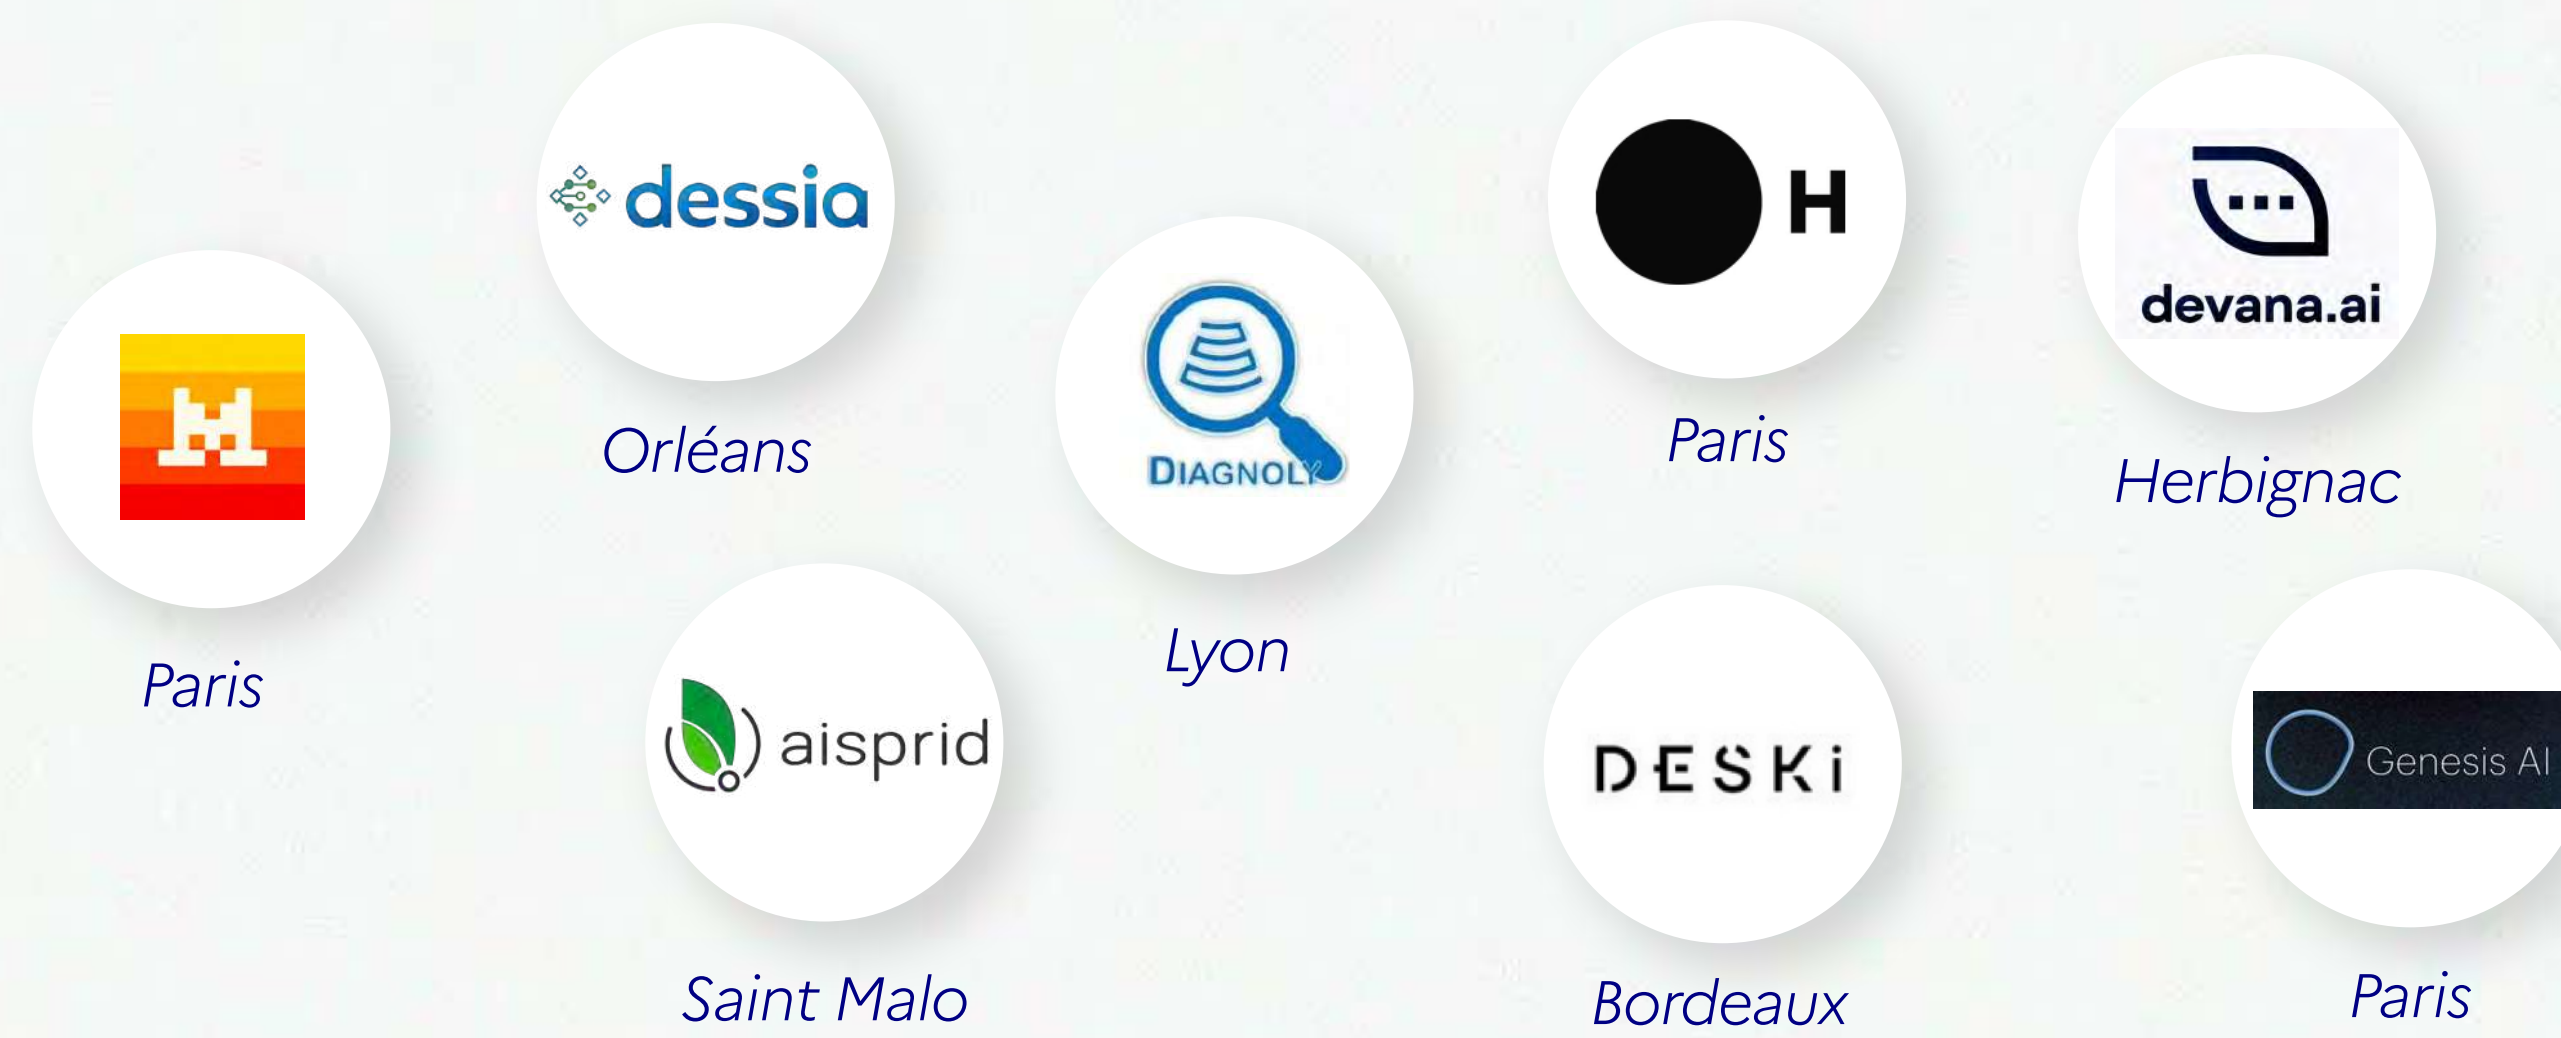 dessia
Orléans
H
Paris
devana.ai
Herbignac
DIAGNOLY
Lyon
M
Paris
aisprid
Saint Malo
DESKi
Bordeaux
Genesis AI
Paris